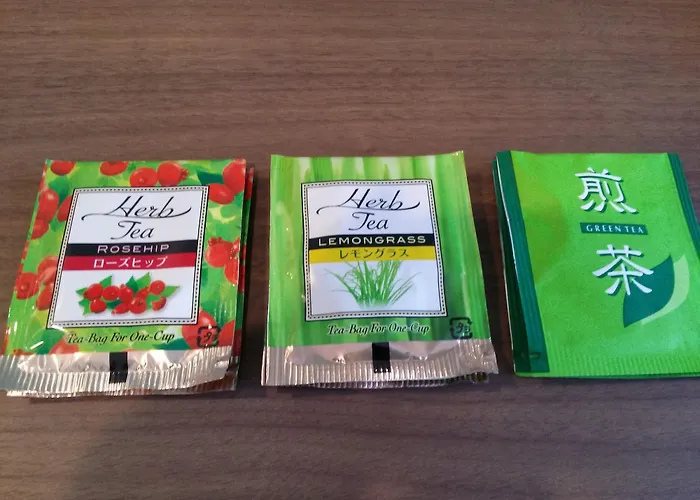 Herb
Tea
ROSEHIP
ローズヒップ
Tea-Bag For One-Cup
Herb
Tea
LEMONGRASS
レモングラス
Tea-Bag For One-Cup
煎
GREEN TEA
茶